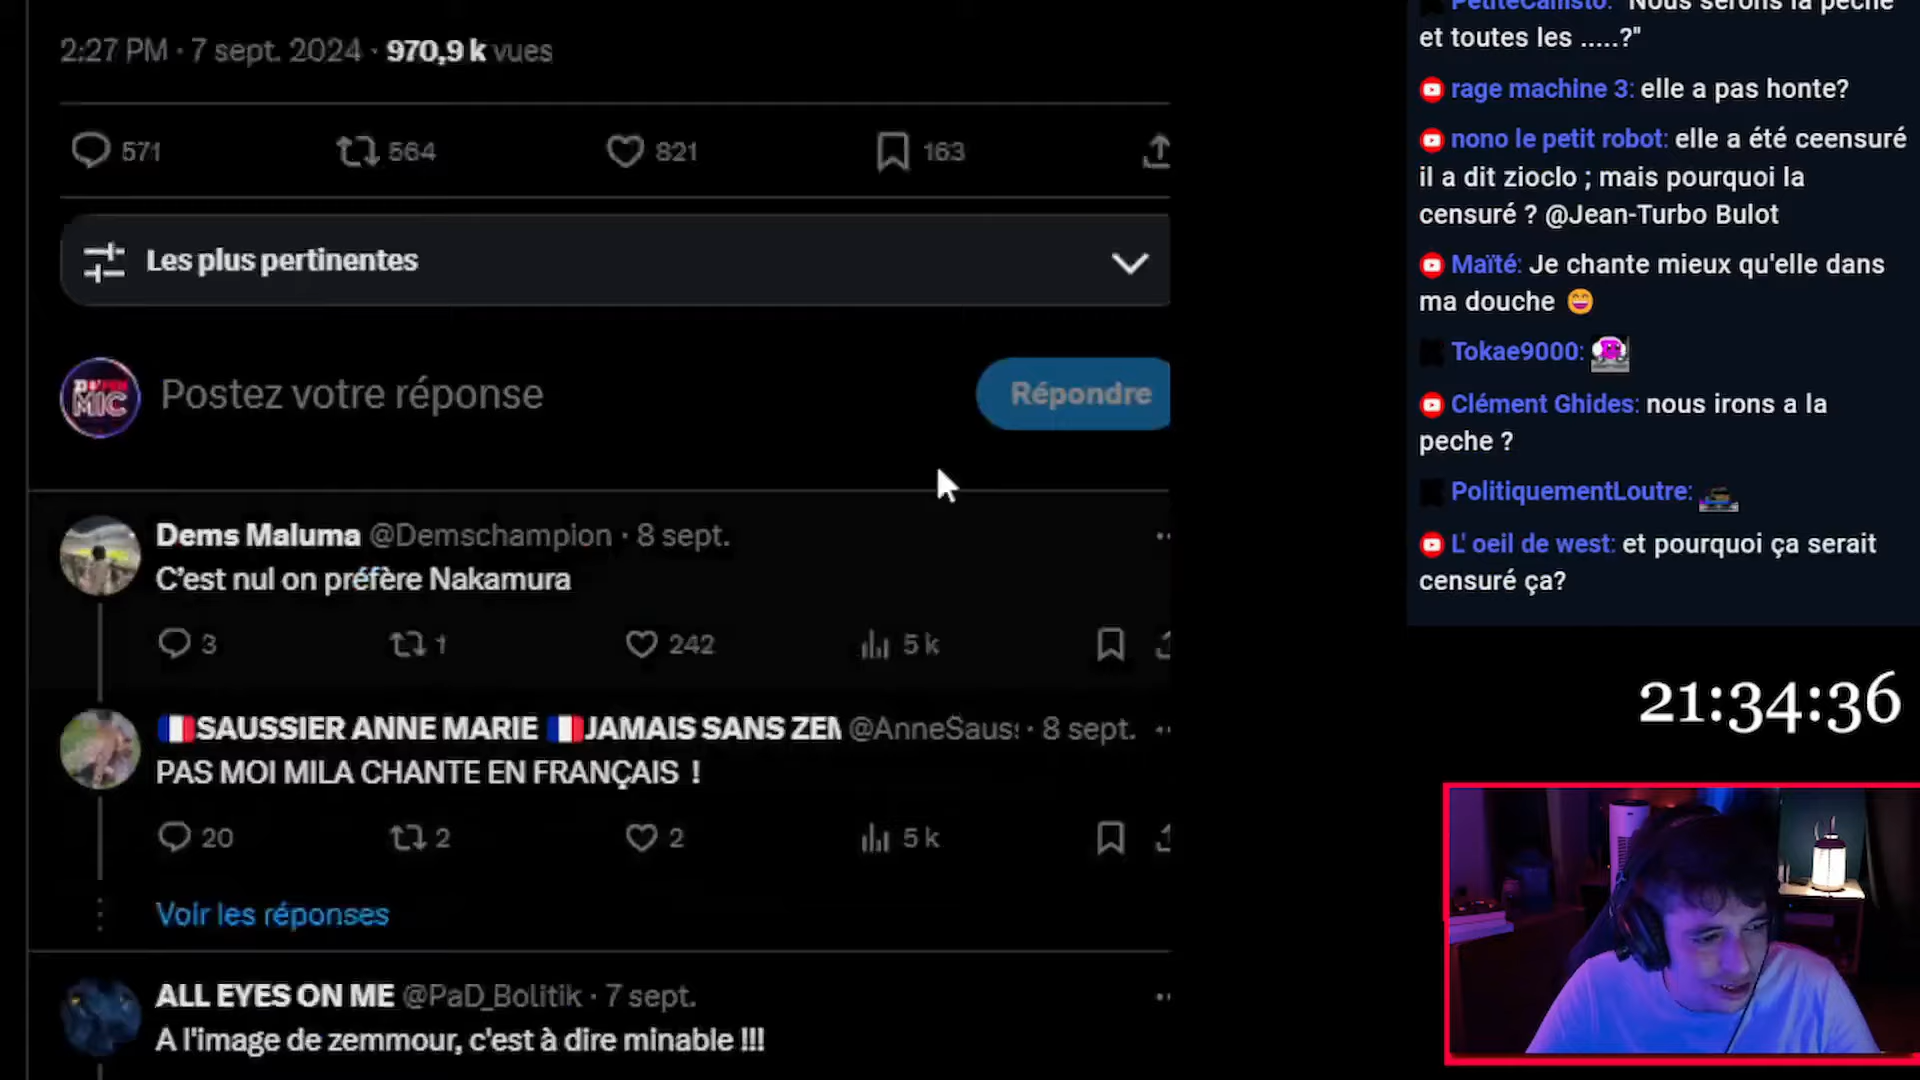 2:27 PM · 7 sept. 2024 · 970,9 k vues
571 564 821 163
Les plus pertinentes
MIC
Postez votre réponse
Répondre
Dems Maluma @Demschampion · 8 sept.
C'est nul on préfère Nakamura
3 1 242 5 k
SAUSSIER ANNE MARIE JAMAIS SANS ZEM @AnneSaus · 8 sept.
PAS MOI MILA CHANTE EN FRANÇAIS !
20 2 2 5 k
Voir les réponses
ALL EYES ON ME @PaD_Bolitik · 7 sept.
A l'image de zemmour, c'est à dire minable !!!
PetiteCallisto: "Nous serons la pêche
et toutes les .....?"
rage machine 3: elle a pas honte?
nono le petit robot: elle a été ceensuré
il a dit zioclo ; mais pourquoi la
censuré ? @Jean-Turbo Bulot
Maïté: Je chante mieux qu'elle dans
ma douche 😄
Tokae9000:
Clément Ghides: nous irons a la
peche ?
PolitiquementLoutre:
L' oeil de west: et pourquoi ça serait
censuré ça?
21:34:36